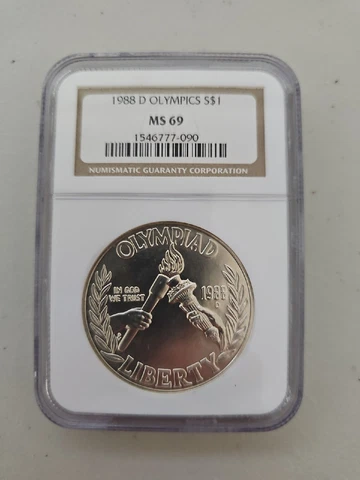 1988 D OLYMPICS S$1
MS 69
1546777-090
NUMISMATIC GUARANTY CORPORATION
OLYMPIAD
IN GOD
WE TRUST
1988
D
LIBERTY